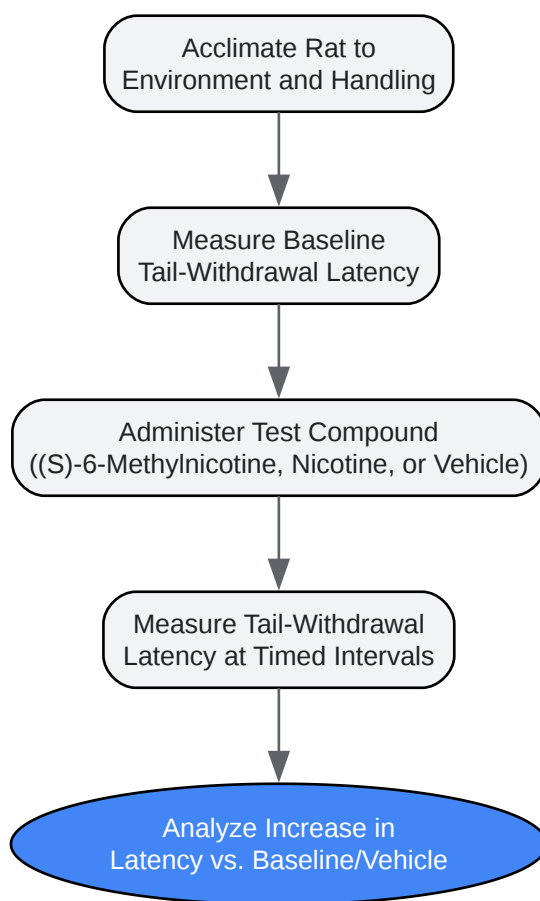 Acclimate Rat to
Environment and Handling
Measure Baseline
Tail-Withdrawal Latency
Administer Test Compound
((S)-6-Methylnicotine, Nicotine, or Vehicle)
Measure Tail-Withdrawal
Latency at Timed Intervals
Analyze Increase in
Latency vs. Baseline/Vehicle